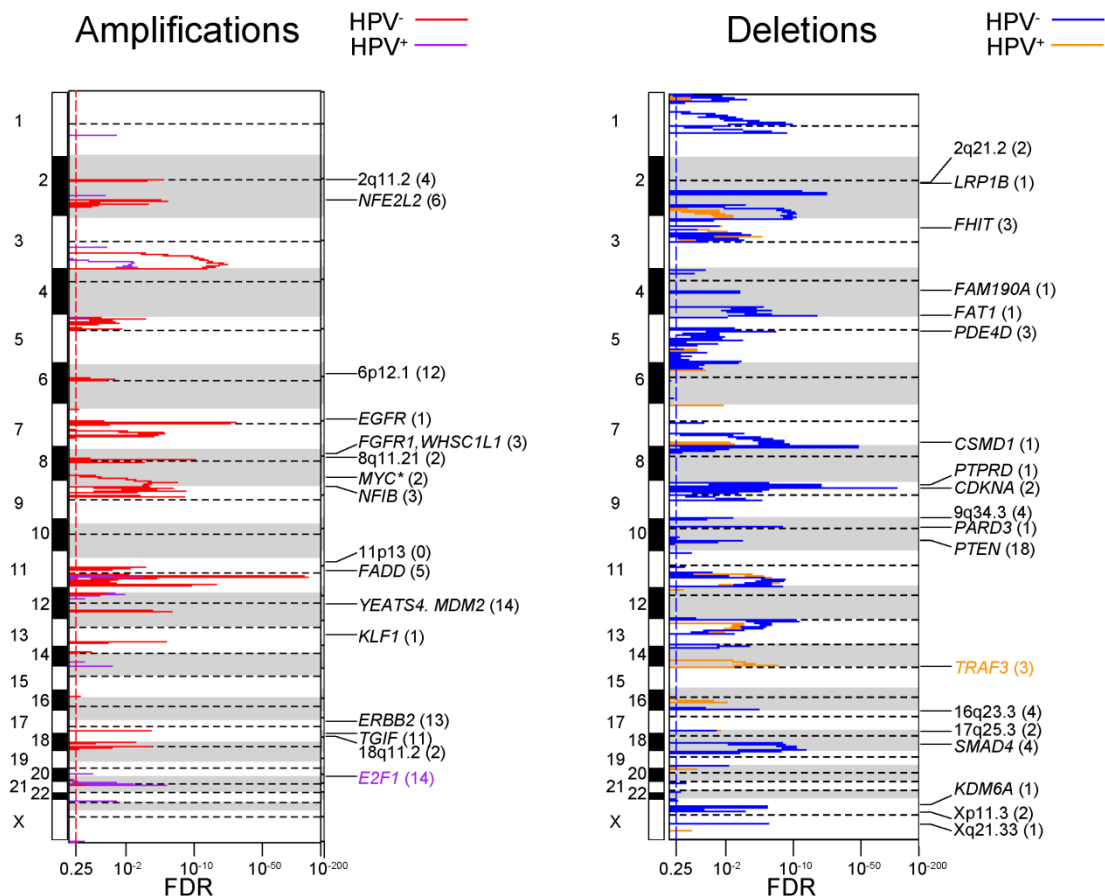 Amplifications
HPV-
HPV+
1
2
3
4
5
6
7
8
9
10
11
12
13
14
15
16
17
18
19
20
21
22
X
2q11.2 (4)
NFE2L2 (6)
6p12.1 (12)
EGFR (1)
FGFR1,WHSC1L1 (3)
8q11.21 (2)
MYC* (2)
NFIB (3)
11p13 (0)
FADD (5)
YEATS4. MDM2 (14)
KLF1 (1)
ERBB2 (13)
TGIF (11)
18q11.2 (2)
E2F1 (14)
0.25 10-2 10-10 10-50 10-200
FDR
Deletions
HPV-
HPV+
1
2
3
4
5
6
7
8
9
10
11
12
13
14
15
16
17
18
19
20
21
22
X
2q21.2 (2)
LRP1B (1)
FHIT (3)
FAM190A (1)
FAT1 (1)
PDE4D (3)
CSMD1 (1)
PTPRD (1)
CDKNA (2)
9q34.3 (4)
PARD3 (1)
PTEN (18)
TRAF3 (3)
16q23.3 (4)
17q25.3 (2)
SMAD4 (4)
KDM6A (1)
Xp11.3 (2)
Xq21.33 (1)
0.25 10-2 10-10 10-50 10-200
FDR